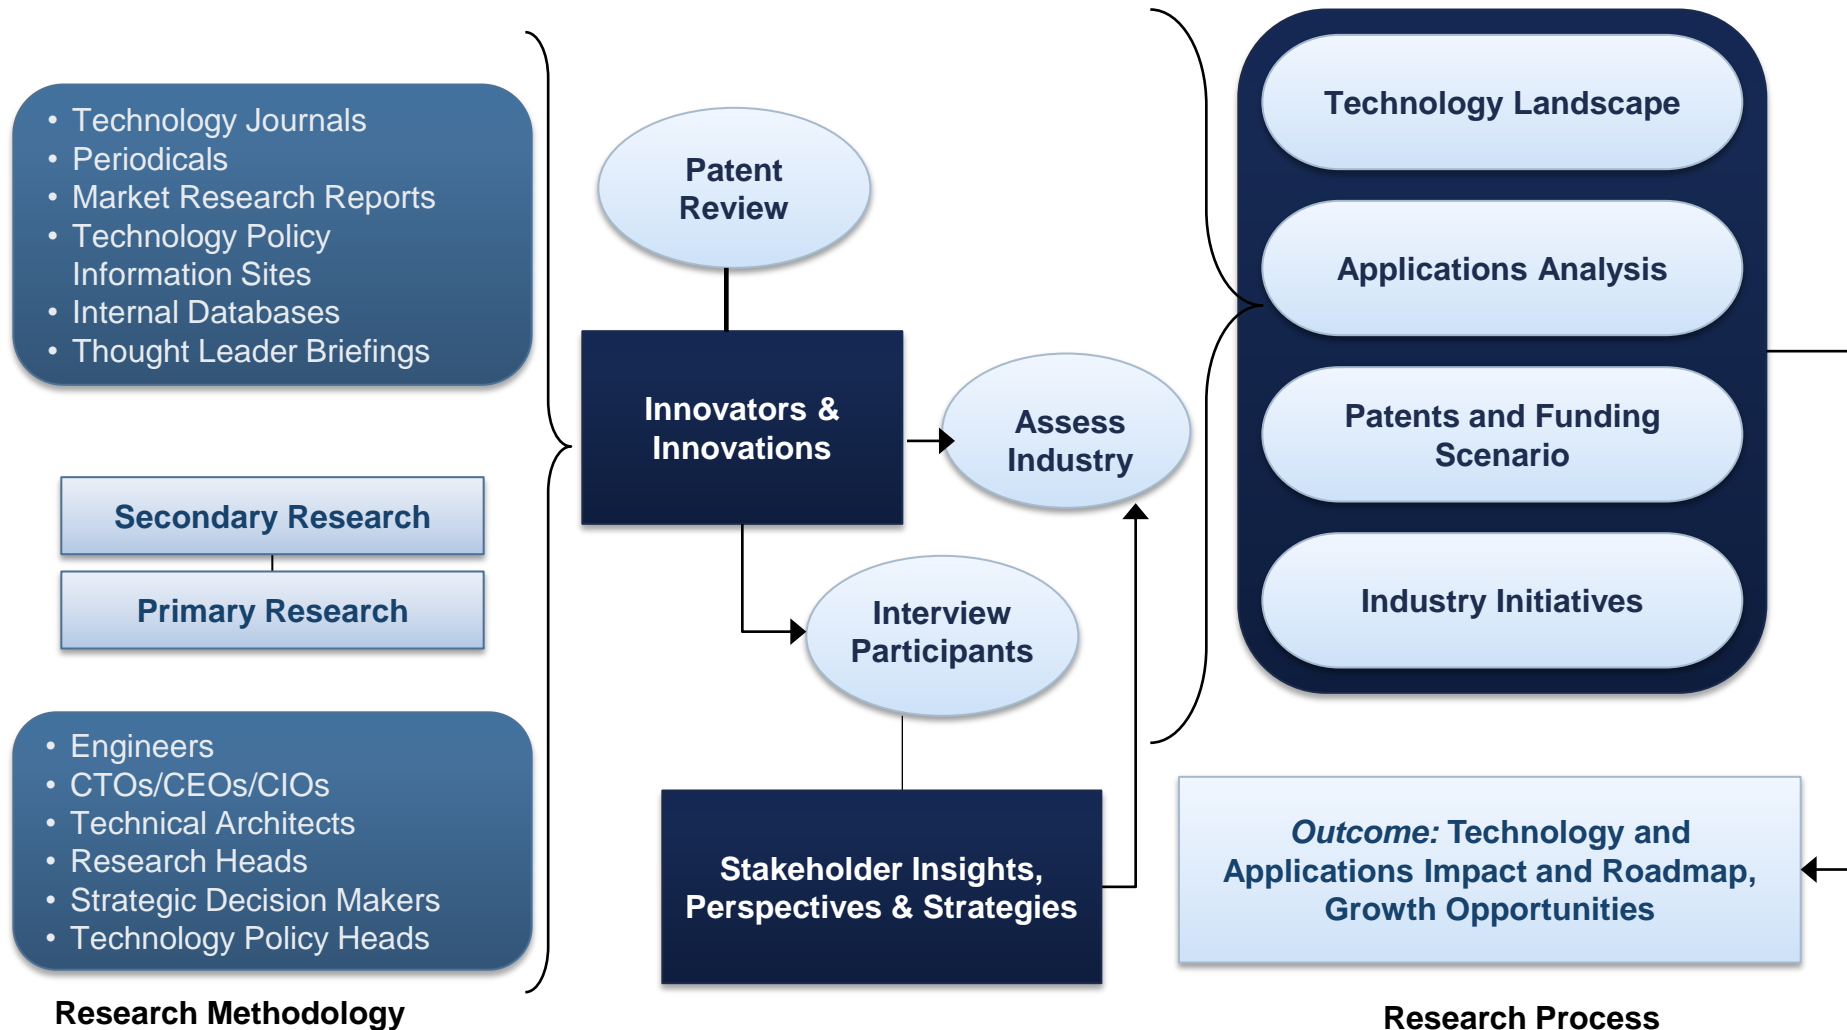 • Technology Journals
• Periodicals
• Market Research Reports
• Technology Policy
Information Sites
• Internal Databases
• Thought Leader Briefings
Secondary Research
Primary Research
• Engineers
• CTOs/CEOs/CIOs
• Technical Architects
• Research Heads
• Strategic Decision Makers
• Technology Policy Heads
Research Methodology
Patent
Review
Innovators &
Innovations
Assess
Industry
Interview
Participants
Stakeholder Insights,
Perspectives & Strategies
Technology Landscape
Applications Analysis
Patents and Funding
Scenario
Industry Initiatives
Outcome: Technology and
Applications Impact and Roadmap,
Growth Opportunities
Research Process